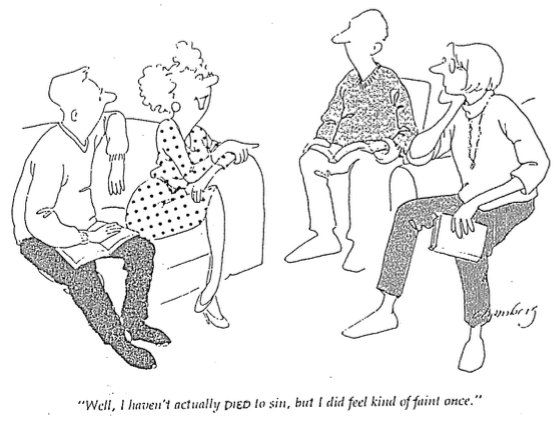 “Well, I haven't actually DIED to sin, but I did feel kind of faint once.”